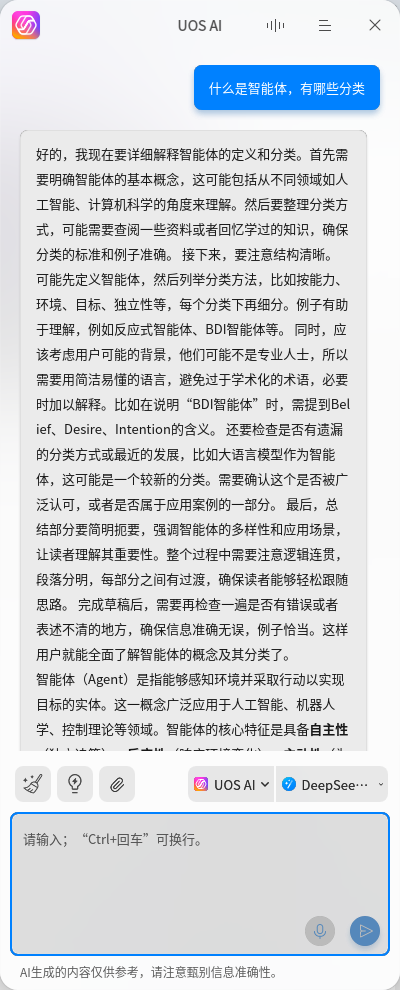 UOS AI
什么是智能体，有哪些分类
好的，我现在要详细解释智能体的定义和分类。首先需
要明确智能体的基本概念，这可能包括从不同领域如人
工智能、计算机科学的角度来理解。然后要整理分类方
式，可能需要查阅一些资料或者回忆学过的知识，确保
分类的标准和例子准确。 接下来，要注意结构清晰。
可能先定义智能体，然后列举分类方法，比如按能力、
环境、目标、独立性等，每个分类下再细分。例子有助
于理解，例如反应式智能体、BDI智能体等。 同时，应
该考虑用户可能的背景，他们可能不是专业人士，所以
需要用简洁易懂的语言，避免过于学术化的术语，必要
时加以解释。比如在说明“BDI智能体”时，需提到Bel
ief、Desire、Intention的含义。 还要检查是否有遗漏
的分类方式或最近的发展，比如大语言模型作为智能
体，这可能是一个较新的分类。需要确认这个是否被广
泛认可，或者是否属于应用案例的一部分。 最后，总
结部分要简明扼要，强调智能体的多样性和应用场景，
让读者理解其重要性。整个过程中需要注意逻辑连贯，
段落分明，每部分之间有过渡，确保读者能够轻松跟随
思路。 完成草稿后，需要再检查一遍是否有错误或者
表述不清的地方，确保信息准确无误，例子恰当。这样
用户就能全面了解智能体的概念及其分类了。
智能体（Agent）是指能够感知环境并采取行动以实现
目标的实体。这一概念广泛应用于人工智能、机器人
学、控制理论等领域。智能体的核心特征是具备自主性
UOS AI
DeepSee···
请输入；“Ctrl+回车”可换行。
AI生成的内容仅供参考，请注意甄别信息准确性。